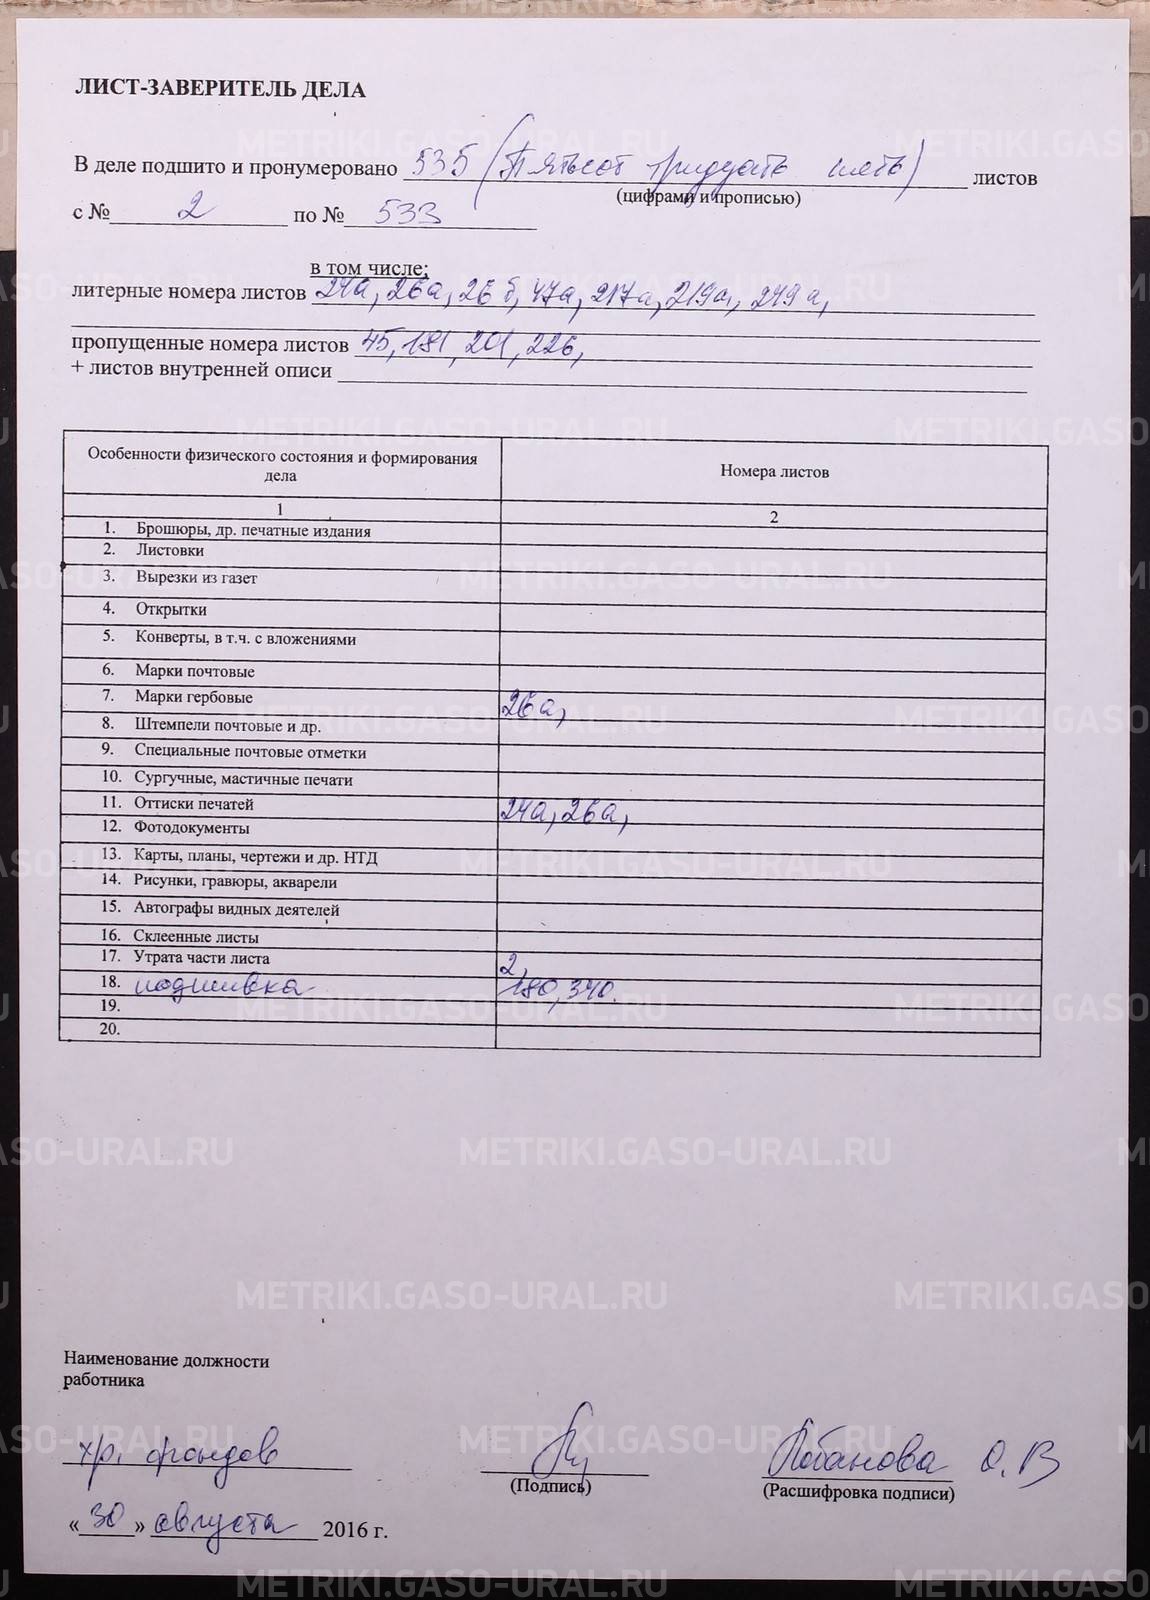 ЛИСТ-ЗАВЕРИТЕЛЬ ДЕЛА
В деле подшито и пронумеровано 535 (Пятьсот тридцать пять) листов
(цифрами и прописью)
с № 2 по № 533
в том числе;
литерные номера листов 24а, 26а, 26б, 47а, 217а, 219а, 249а,
пропущенные номера листов 45, 181, 201, 226,
+ листов внутренней описи
Особенности физического состояния и формирования дела Номера листов
1 2
1. Брошюры, др. печатные издания
2. Листовки
3. Вырезки из газет
4. Открытки
5. Конверты, в т.ч. с вложениями
6. Марки почтовые
7. Марки гербовые 26а,
8. Штемпели почтовые и др.
9. Специальные почтовые отметки
10. Сургучные, мастичные печати
11. Оттиски печатей 24а, 26а,
12. Фотодокументы
13. Карты, планы, чертежи и др. НТД
14. Рисунки, гравюры, акварели
15. Автографы видных деятелей
16. Склеенные листы
17. Утрата части листа 2,
18. подшивка 180, 340.
19.
20.
Наименование должности
работника
хр. фондов Лобанова О. В
(Подпись) (Расшифровка подписи)
«30» августа 2016 г.
METRIKI.GASO-URAL.RU